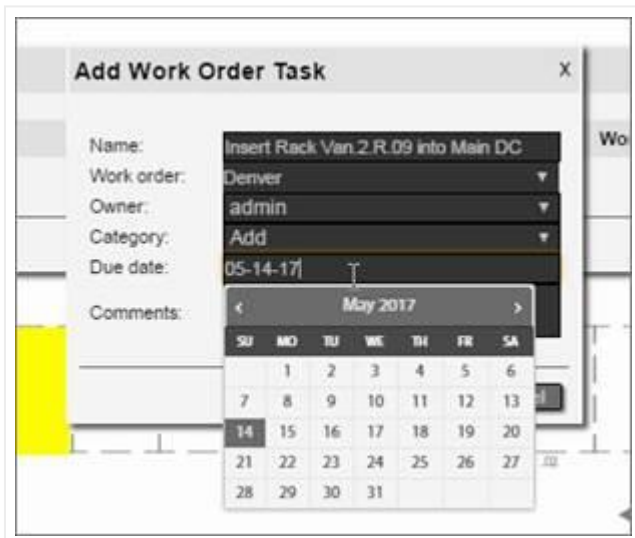 Add Work Order Task X
Wo
Name: Insert Rack Van.2.R.09 into Main DC
Work order: Denver
Owner: admin
Category: Add
Due date: 05-14-17
Comments:
< May 2017 >
SU MO TU WE TH FR SA
1 2 3 4 5 6
7 8 9 10 11 12 13
14 15 16 17 18 19 20
21 22 23 24 25 26 27
28 29 30 31